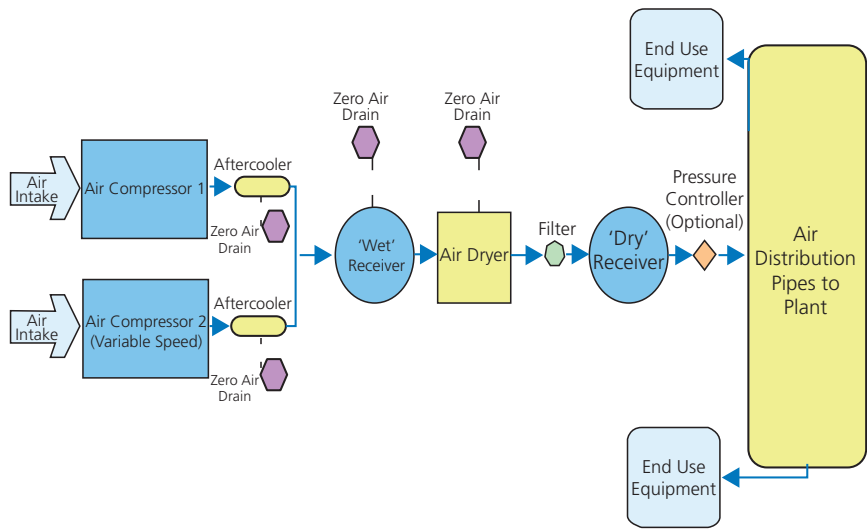 End Use
Equipment
Zero Air
Drain
Zero Air
Drain
Aftercooler
Air
Intake
Air Compressor 1
Zero Air
Drain
Pressure
Controller
(Optional)
Filter
‘Wet’
Receiver
Air Dryer
‘Dry’
Receiver
Air
Distribution
Pipes to
Plant
Aftercooler
Air
Intake
Air Compressor 2
(Variable Speed)
Zero Air
Drain
End Use
Equipment